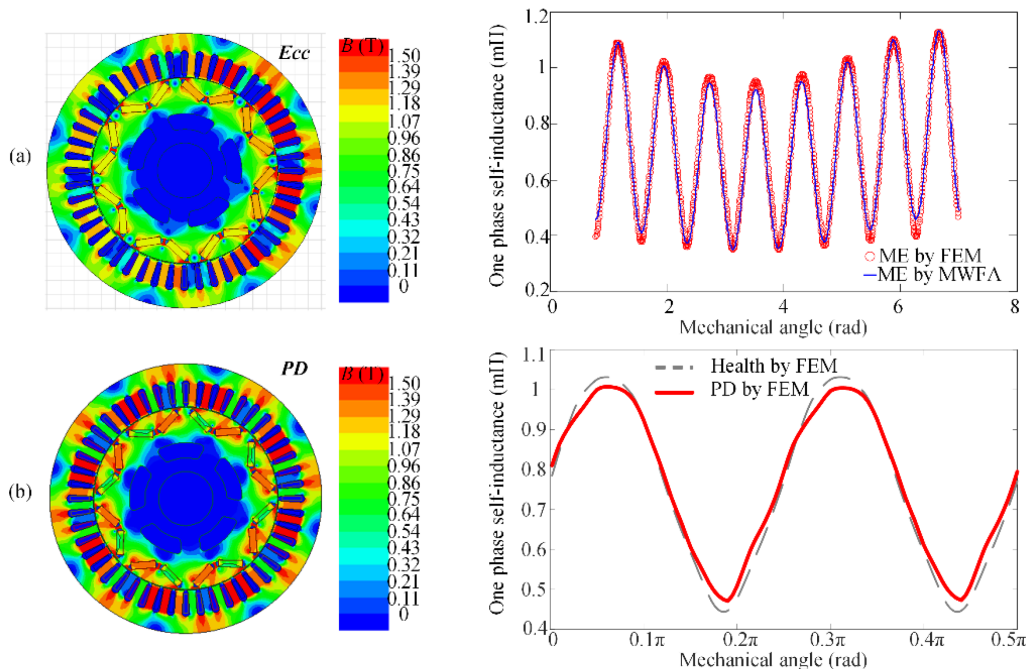 (a)
Ecc
B (T)
1.50
1.39
1.29
1.18
1.07
0.96
0.86
0.75
0.64
0.54
0.43
0.32
0.21
0.11
0
One phase self-inductance (mΠ)
1.2
1
0.8
0.6
0.4
0.2
ME by FEM
ME by MWFA
0 2 4 6 8
Mechanical angle (rad)
(b)
PD
B (T)
1.50
1.39
1.29
1.18
1.07
0.96
0.86
0.75
0.64
0.54
0.43
0.32
0.21
0.11
0
One phase self-inductance (mΠ)
1.1
1.0
0.9
0.8
0.7
0.6
0.5
0.4
Health by FEM
PD by FEM
0 0.1π 0.2π 0.3π 0.4π 0.5π
Mechanical angle (rad)